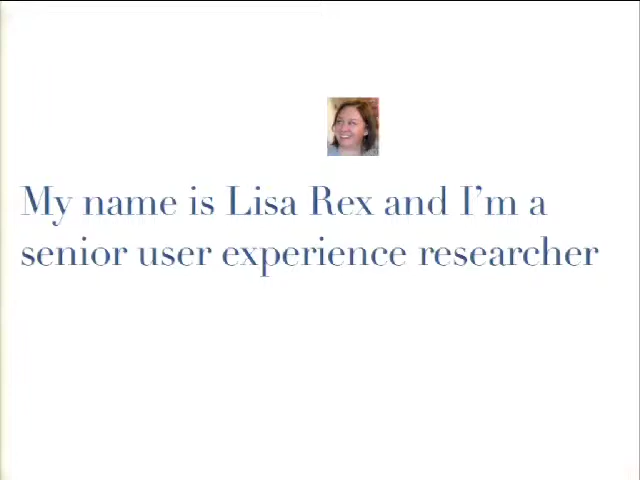 My name is Lisa Rex and I'm a
senior user experience researcher